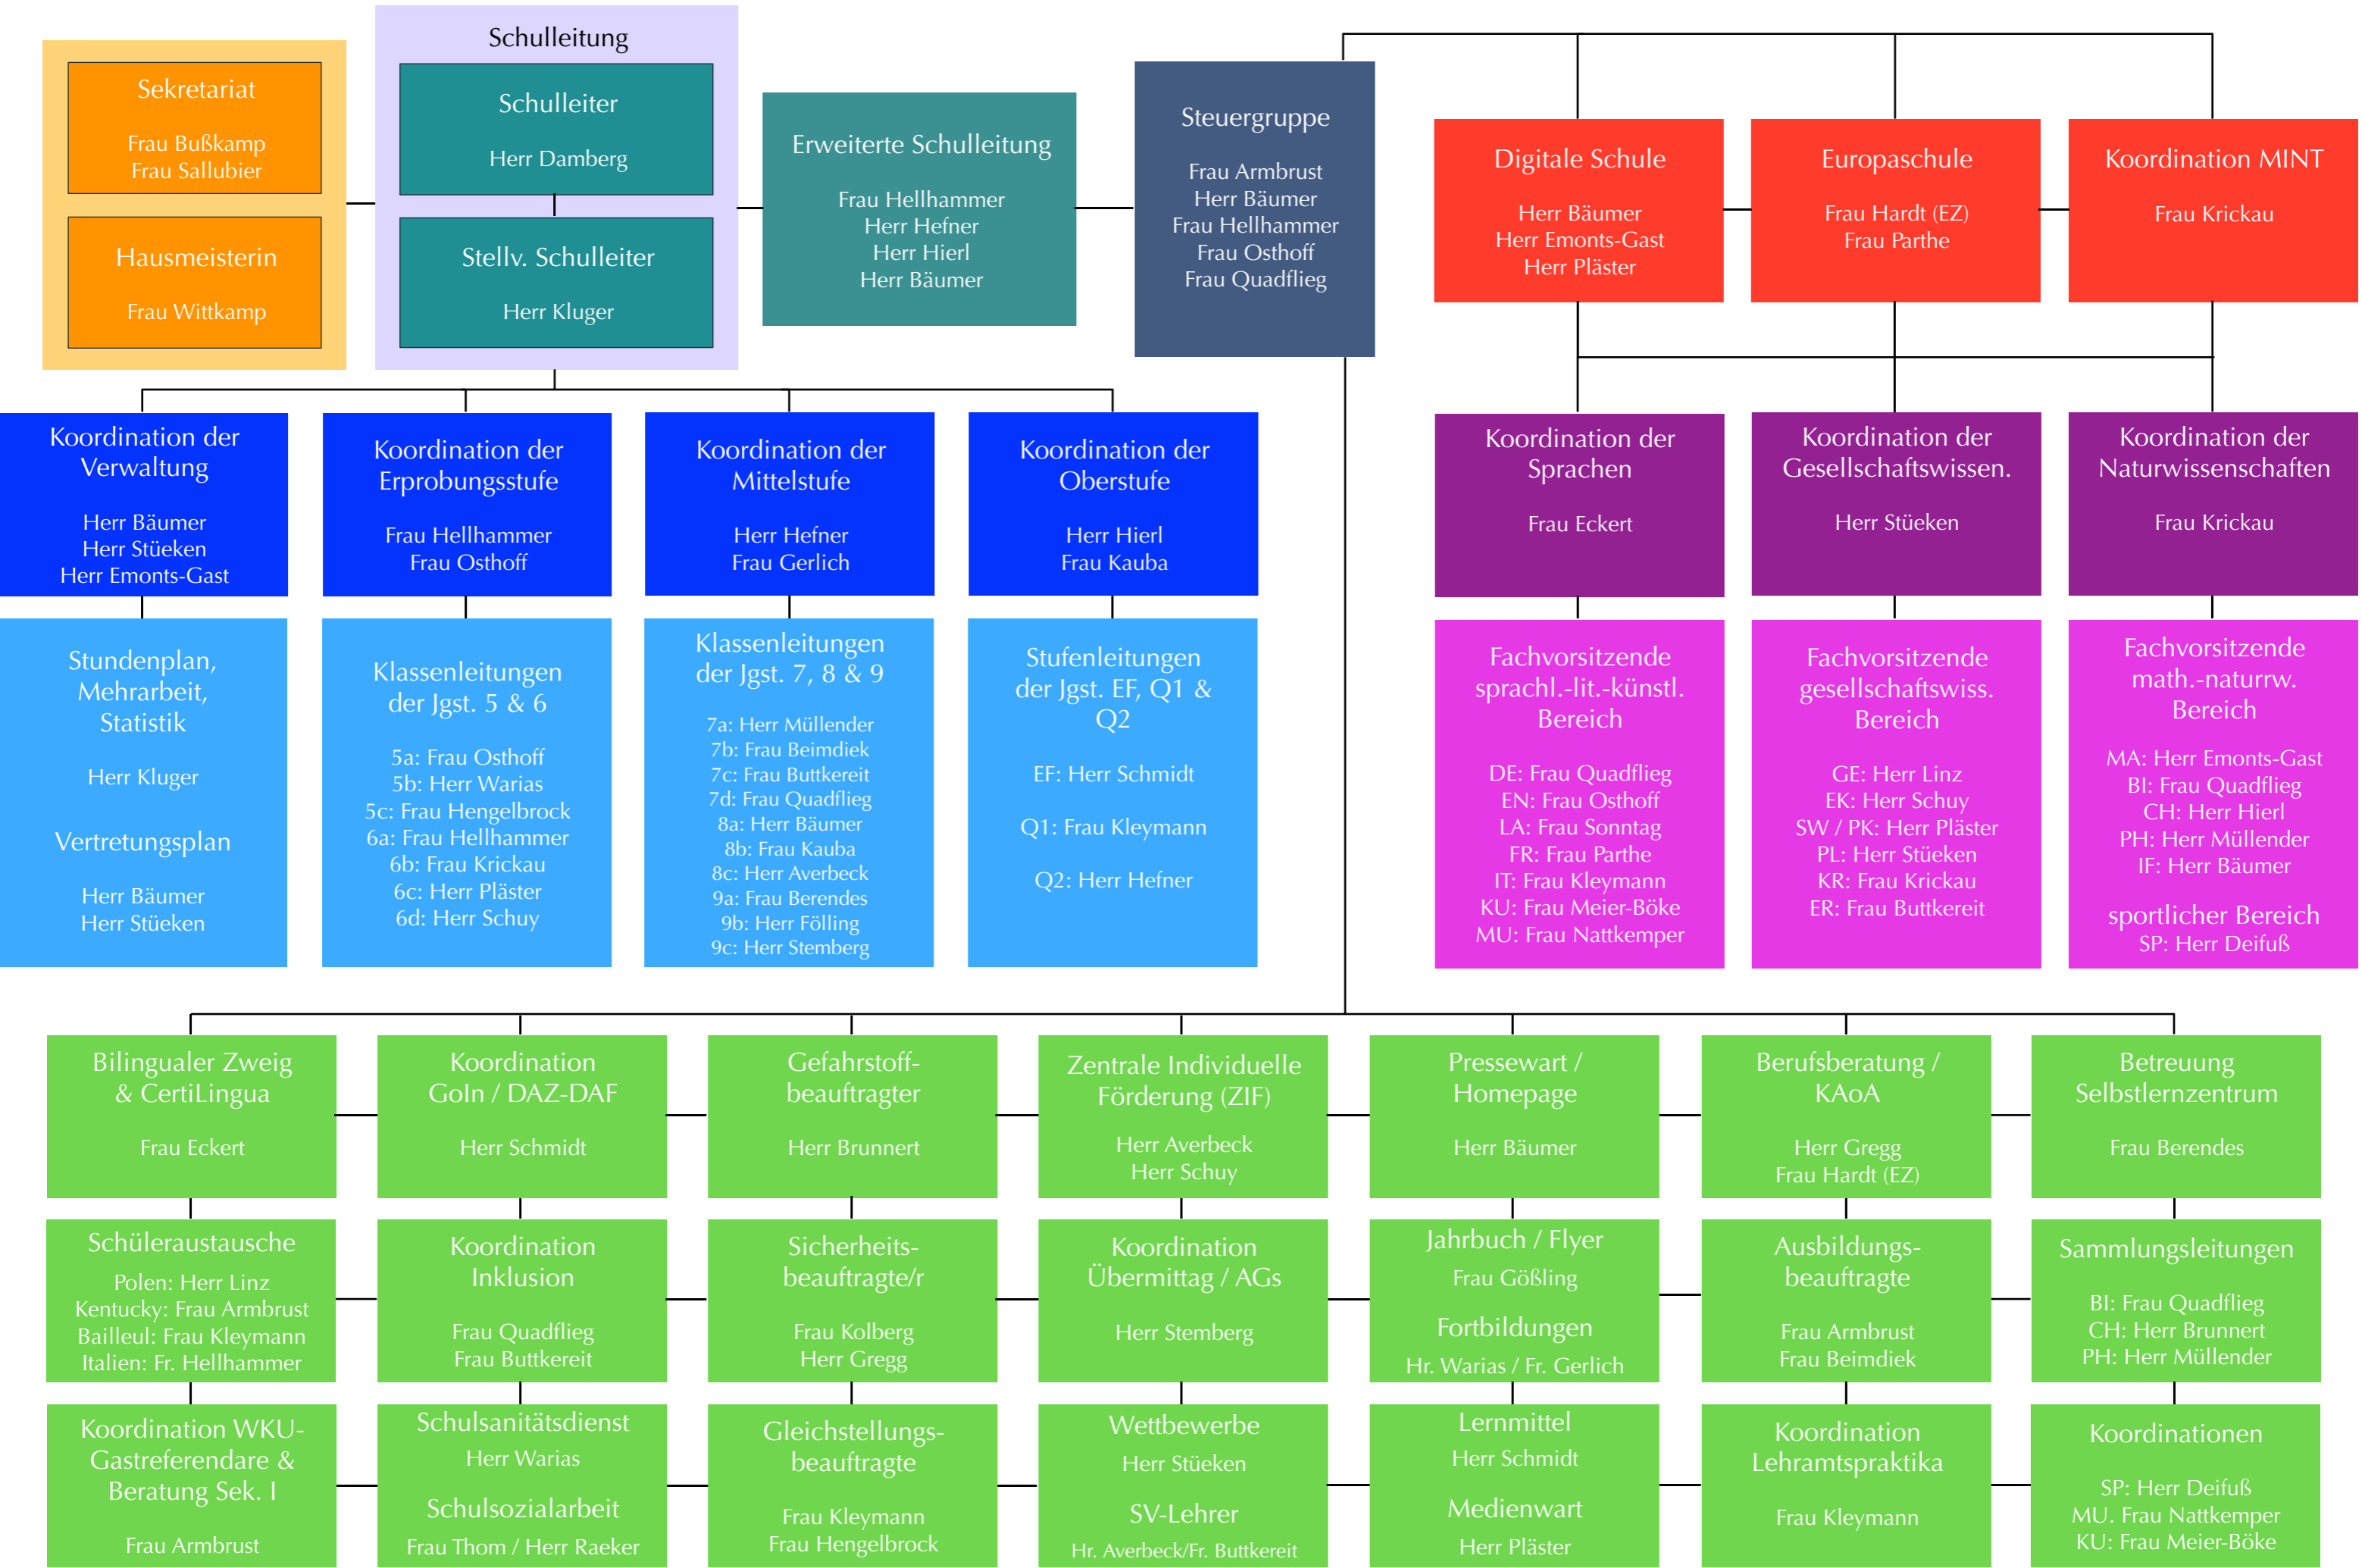 Sekretariat
Frau Bußkamp
Frau Sallubier
Hausmeisterin
Frau Wittkamp
Schulleitung
Schulleiter
Herr Damberg
Stellv. Schulleiter
Herr Kluger
Erweiterte Schulleitung
Frau Hellhammer
Herr Hefner
Herr Hierl
Herr Bäumer
Steuergruppe
Frau Armbrust
Herr Bäumer
Frau Hellhammer
Frau Osthoff
Frau Quadflieg
Digitale Schule
Herr Bäumer
Herr Emonts-Gast
Herr Pläster
Europaschule
Frau Hardt (EZ)
Frau Parthe
Koordination MINT
Frau Krickau
Koordination der
Verwaltung
Herr Bäumer
Herr Stüeken
Herr Emonts-Gast
Koordination der
Erprobungsstufe
Frau Hellhammer
Frau Osthoff
Koordination der
Mittelstufe
Herr Hefner
Frau Gerlich
Koordination der
Oberstufe
Herr Hierl
Frau Kauba
Koordination der
Sprachen
Frau Eckert
Koordination der
Gesellschaftswissen.
Herr Stüeken
Koordination der
Naturwissenschaften
Frau Krickau
Stundenplan,
Mehrarbeit,
Statistik
Herr Kluger
Vertretungsplan
Herr Bäumer
Herr Stüeken
Klassenleitungen
der Jgst. 5 & 6
5a: Frau Osthoff
5b: Herr Warias
5c: Frau Hengelbrock
6a: Frau Hellhammer
6b: Frau Krickau
6c: Herr Pläster
6d: Herr Schuy
Klassenleitungen
der Jgst. 7, 8 & 9
7a: Herr Müllender
7b: Frau Beimdiek
7c: Frau Buttkereit
7d: Frau Quadflieg
8a: Herr Bäumer
8b: Frau Kauba
8c: Herr Averbeck
9a: Frau Berendes
9b: Herr Fölling
9c: Herr Stemberg
Stufenleitungen
der Jgst. EF, Q1 &
Q2
EF: Herr Schmidt
Q1: Frau Kleymann
Q2: Herr Hefner
Fachvorsitzende
sprachl.-lit.-künstl.
Bereich
DE: Frau Quadflieg
EN: Frau Osthoff
LA: Frau Sonntag
FR: Frau Parthe
IT: Frau Kleymann
KU: Frau Meier-Böke
MU: Frau Nattkemper
Fachvorsitzende
gesellschaftswiss.
Bereich
GE: Herr Linz
EK: Herr Schuy
SW / PK: Herr Pläster
PL: Herr Stüeken
KR: Frau Krickau
ER: Frau Buttkereit
Fachvorsitzende
math.-naturrw.
Bereich
MA: Herr Emonts-Gast
BI: Frau Quadflieg
CH: Herr Hierl
PH: Herr Müllender
IF: Herr Bäumer
sportlicher Bereich
SP: Herr Deifuß
Bilingualer Zweig
& CertiLingua
Frau Eckert
Koordination
GoIn / DAZ-DAF
Herr Schmidt
Gefahrstoff-
beauftragter
Herr Brunnert
Zentrale Individuelle
Förderung (ZIF)
Herr Averbeck
Herr Schuy
Pressewart /
Homepage
Herr Bäumer
Berufsberatung /
KAoA
Herr Gregg
Frau Hardt (EZ)
Betreuung
Selbstlernzentrum
Frau Berendes
Schüleraustausche
Polen: Herr Linz
Kentucky: Frau Armbrust
Bailleul: Frau Kleymann
Italien: Fr. Hellhammer
Koordination
Inklusion
Frau Quadflieg
Frau Buttkereit
Sicherheits-
beauftragte/r
Frau Kolberg
Herr Gregg
Koordination
Übermittag / AGs
Herr Stemberg
Jahrbuch / Flyer
Frau Gößling
Fortbildungen
Hr. Warias / Fr. Gerlich
Ausbildungs-
beauftragte
Frau Armbrust
Frau Beimdiek
Sammlungsleitungen
BI: Frau Quadflieg
CH: Herr Brunnert
PH: Herr Müllender
Koordination WKU-
Gastreferendare &
Beratung Sek. I
Frau Armbrust
Schulsanitätsdienst
Herr Warias
Schulsozialarbeit
Frau Thom / Herr Raeker
Gleichstellungs-
beauftragte
Frau Kleymann
Frau Hengelbrock
Wettbewerbe
Herr Stüeken
SV-Lehrer
Hr. Averbeck/Fr. Buttkereit
Lernmittel
Herr Schmidt
Medienwart
Herr Pläster
Koordination
Lehramtspraktika
Frau Kleymann
Koordinationen
SP: Herr Deifuß
MU. Frau Nattkemper
KU: Frau Meier-Böke